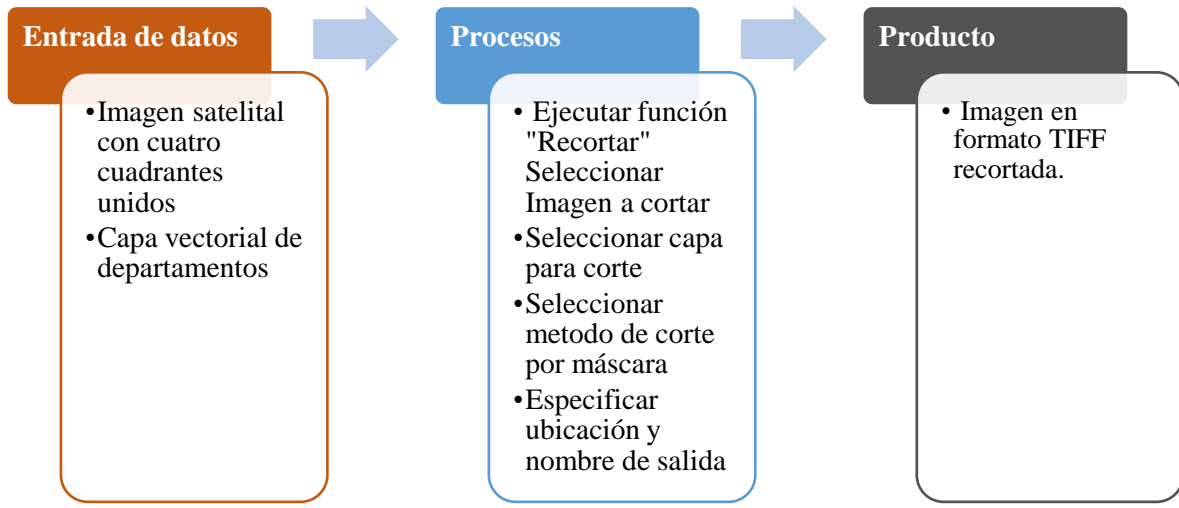 Entrada de datos
•Imagen satelital
con cuatro
cuadrantes
unidos
•Capa vectorial de
departamentos
Procesos
• Ejecutar función
"Recortar"
Seleccionar
Imagen a cortar
•Seleccionar capa
para corte
•Seleccionar
metodo de corte
por máscara
•Especificar
ubicación y
nombre de salida
Producto
• Imagen en
formato TIFF
recortada.